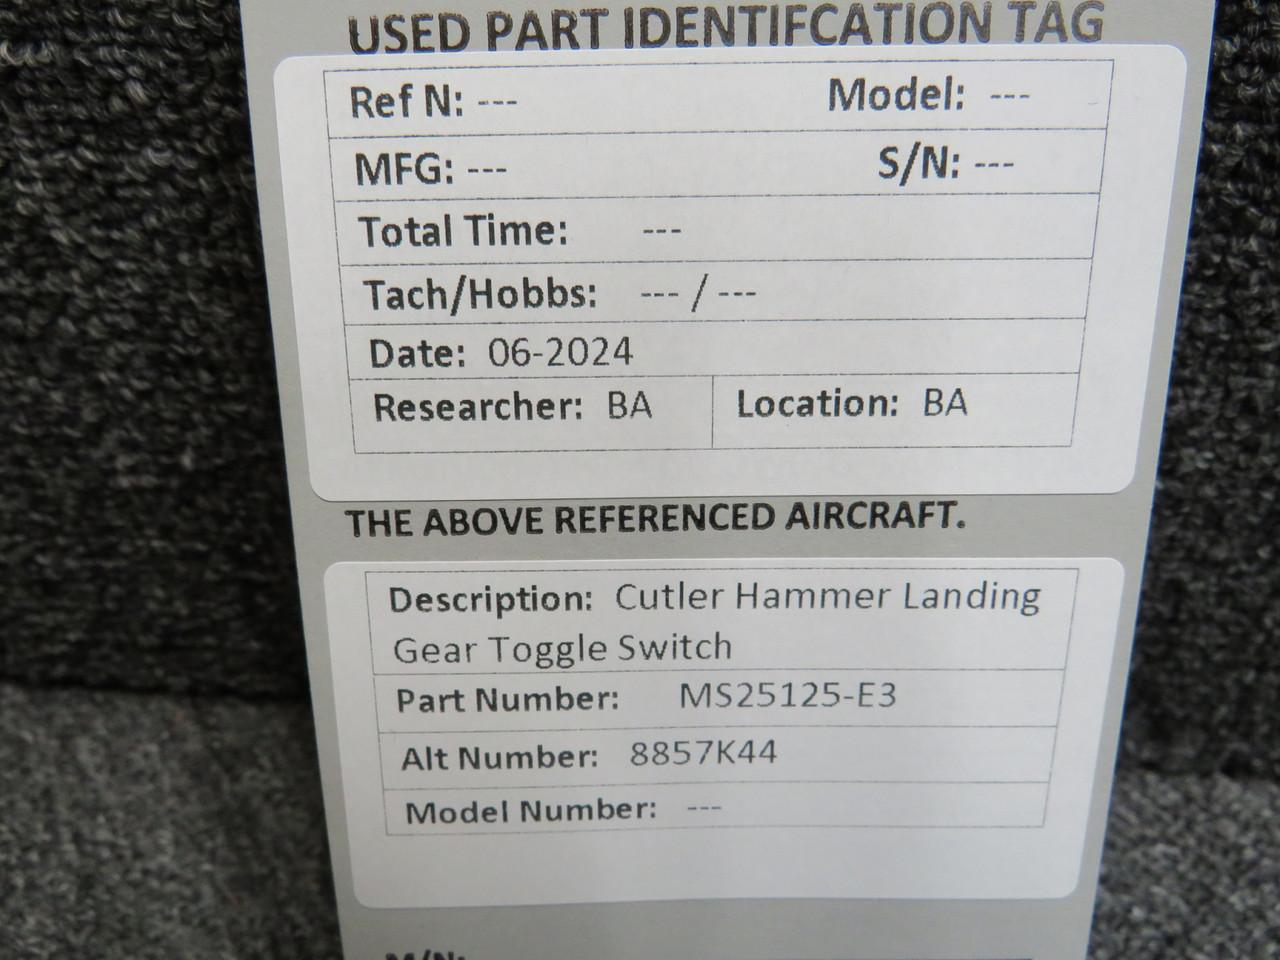 USED PART IDENTIFCATION TAG
Ref N: --- Model: ---
MFG: --- S/N: ---
Total Time: ---
Tach/Hobbs: --- / ---
Date: 06-2024
Researcher: BA Location: BA
THE ABOVE REFERENCED AIRCRAFT.
Description: Cutler Hammer Landing
Gear Toggle Switch
Part Number: MS25125-E3
Alt Number: 8857K44
Model Number: ---
M/N: